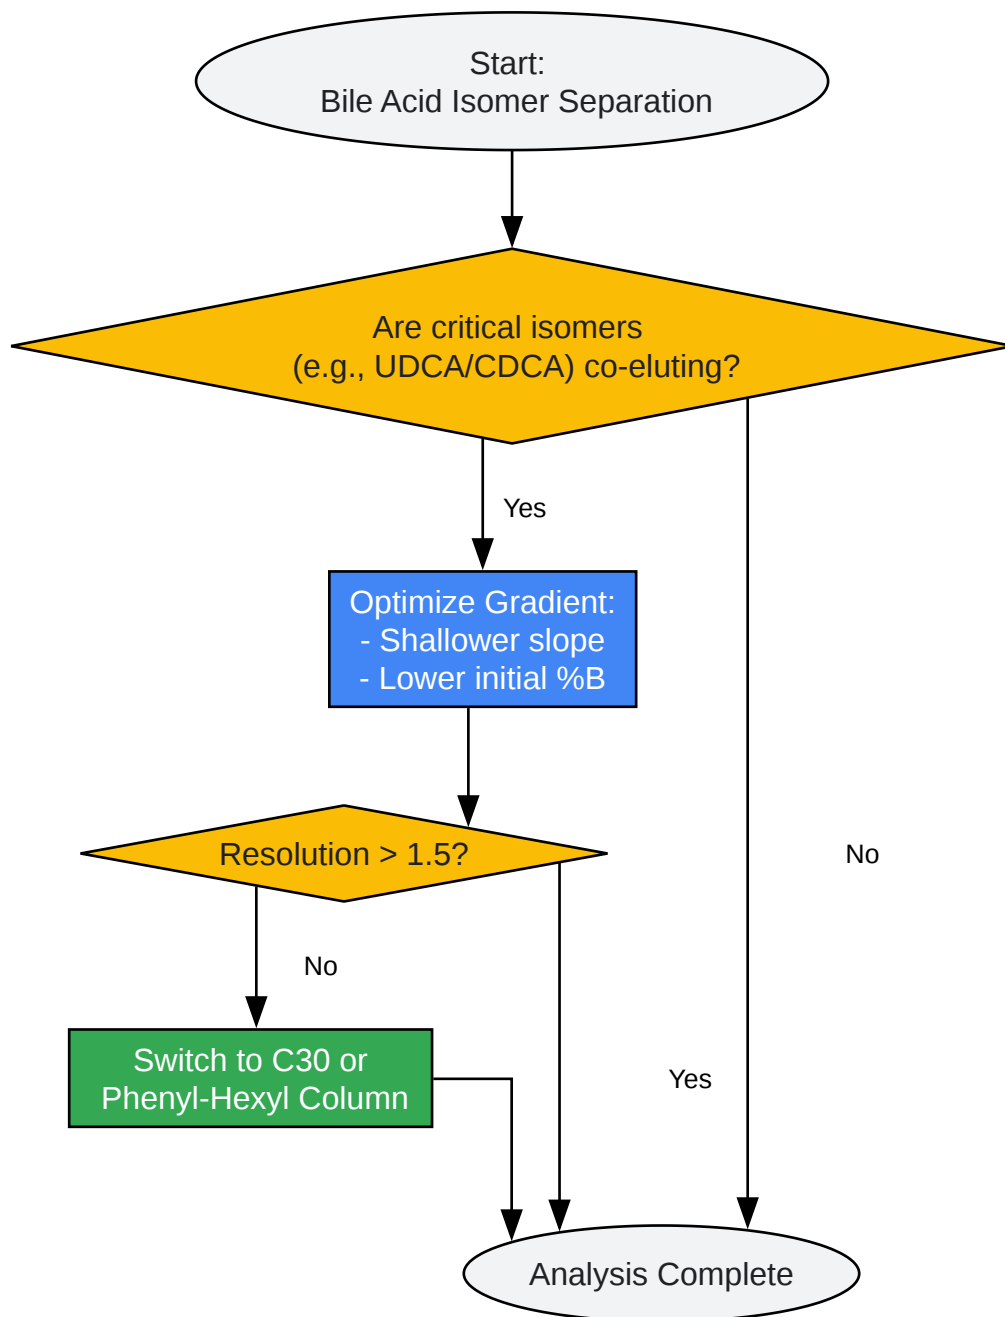 Start:
Bile Acid Isomer Separation
Are critical isomers
(e.g., UDCA/CDCA) co-eluting?
Yes
Optimize Gradient:
- Shallower slope
- Lower initial %B
Resolution > 1.5?
No
No
Switch to C30 or
Phenyl-Hexyl Column
Yes
Analysis Complete